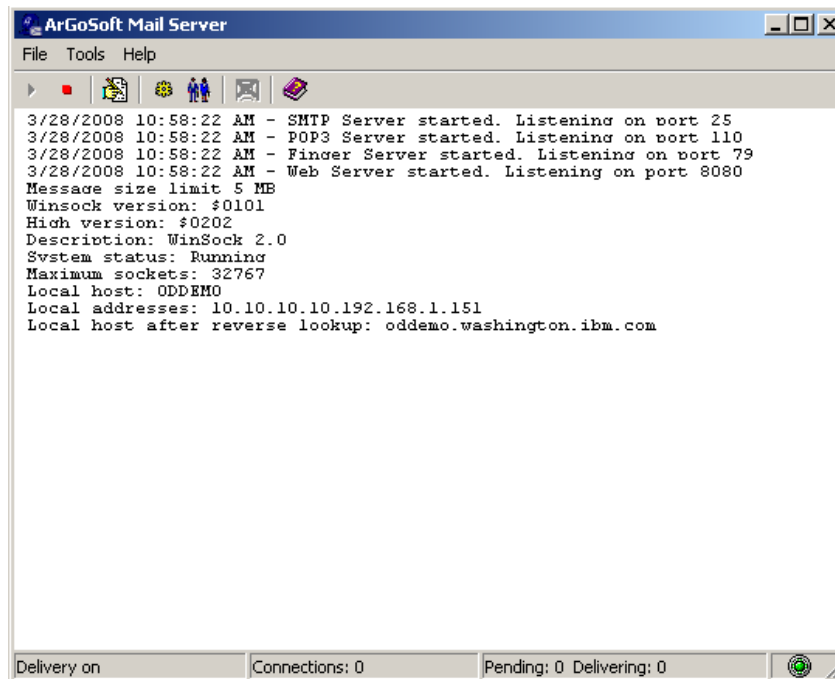 ArGoSoft Mail Server
File Tools Help
3/28/2008 10:58:22 AM - SMTP Server started. Listening on port 25
3/28/2008 10:58:22 AM - POP3 Server started. Listening on port 110
3/28/2008 10:58:22 AM - Finger Server started. Listening on port 79
3/28/2008 10:58:22 AM - Web Server started. Listening on port 8080
Message size limit 5 MB
Winsock version: $0101
High version: $0202
Description: WinSock 2.0
System status: Running
Maximum sockets: 32767
Local host: ODDEMO
Local addresses: 10.10.10.10.192.168.1.151
Local host after reverse lookup: oddemo.washington.ibm.com
Delivery on Connections: 0 Pending: 0 Delivering: 0